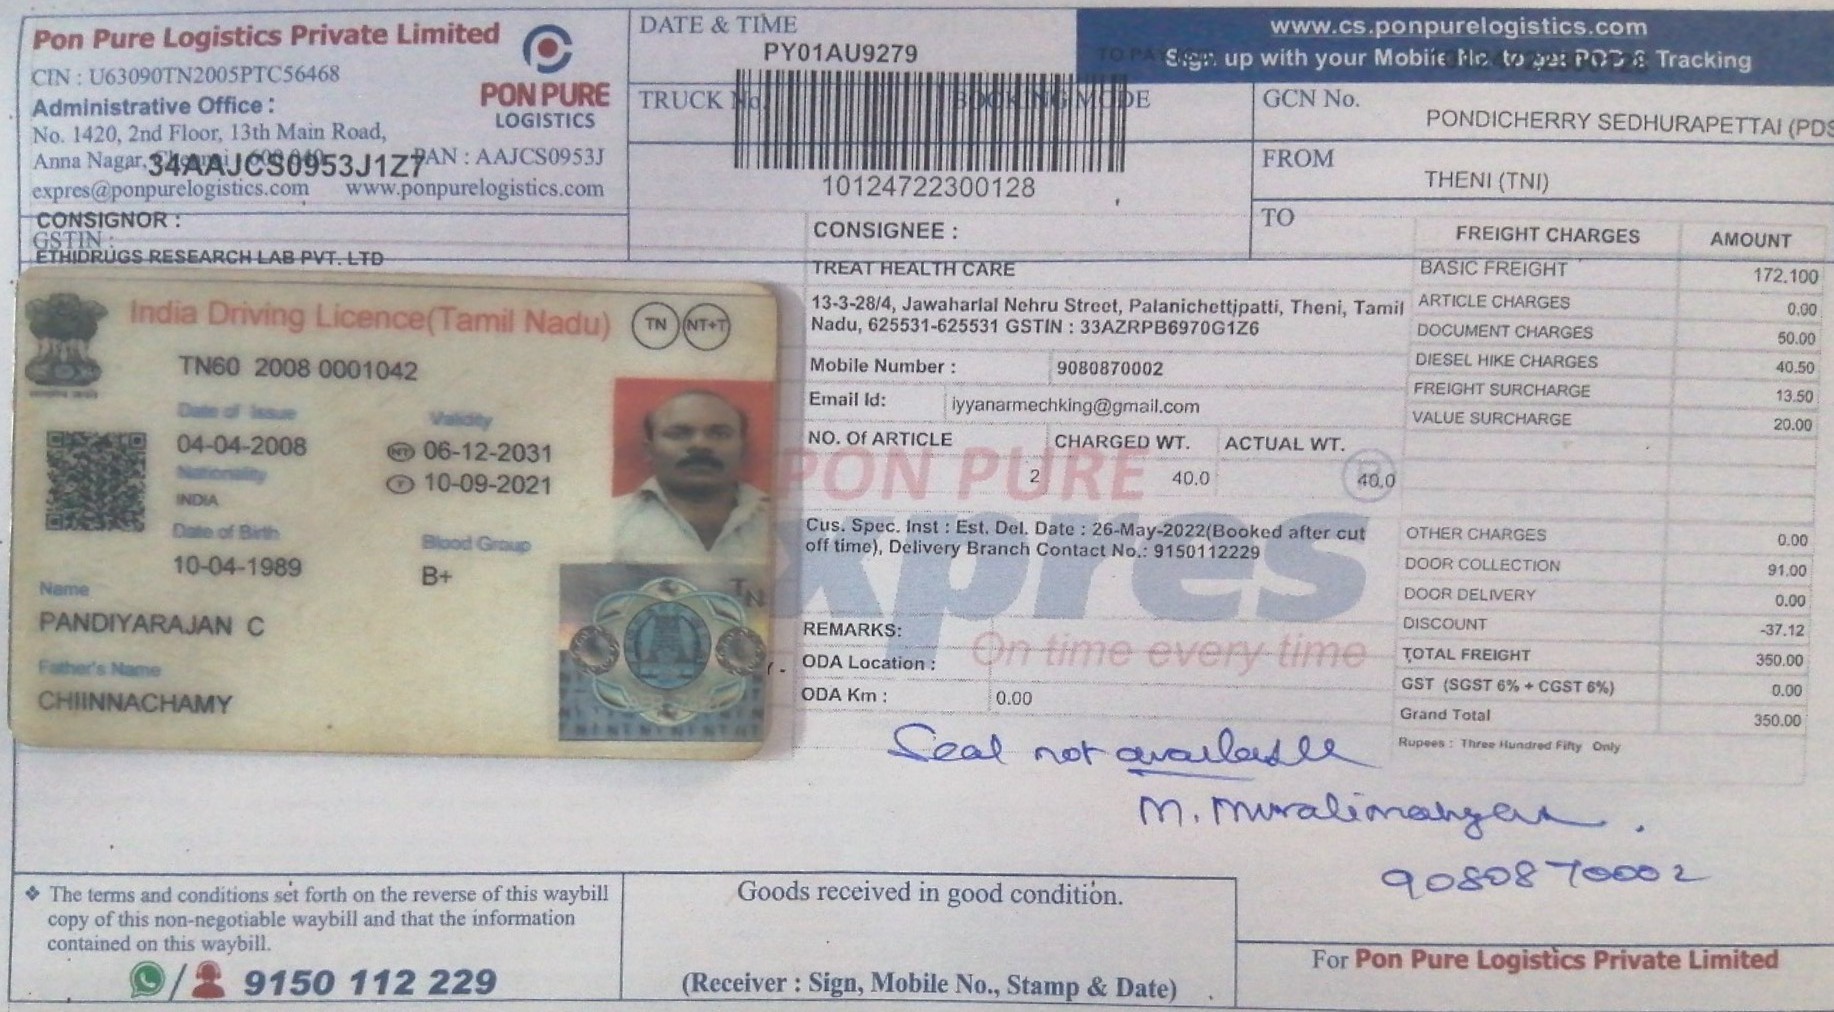 Pon Pure Logistics Private Limited
CIN : U63090TN2005PTC56468
Administrative Office :
No. 1420, 2nd Floor, 13th Main Road,
Anna Nagar,
34AAJCS0953J1Z7
PAN : AAJCS0953J
expres@ponpurelogistics.com www.ponpurelogistics.com
PON PURE
LOGISTICS
CONSIGNOR :
GSTIN :
ETHIDRUGS RESEARCH LAB PVT. LTD
DATE & TIME
PY01AU9279
TRUCK No.
BOOKING MODE
10124722300128
www.cs.ponpurelogistics.com
Sign up with your Mobile No. to get POD & Tracking
GCN No.
PONDICHERRY SEDHURAPETTAI (PDS
FROM
THENI (TNI)
TO
India Driving Licence(Tamil Nadu)
TN NT+T
TN60 2008 0001042
Date of Issue
04-04-2008
Validity
NT 06-12-2031
T 10-09-2021
Nationality
INDIA
Date of Birth
10-04-1989
Blood Group
B+
Name
PANDIYARAJAN C
Father's Name
CHIINNACHAMY
TN
CONSIGNEE :
TREAT HEALTH CARE
13-3-28/4, Jawaharlal Nehru Street, Palanichettipatti, Theni, Tamil
Nadu, 625531-625531 GSTIN : 33AZRPB6970G1Z6
Mobile Number : 9080870002
Email Id: iyyanarmechking@gmail.com
NO. Of ARTICLE CHARGED WT. ACTUAL WT.
2 40.0 40.0
PON PURE
xpres
On time every time
Cus. Spec. Inst : Est. Del. Date : 26-May-2022(Booked after cut
off time), Delivery Branch Contact No.: 9150112229
REMARKS:
ODA Location :
ODA Km : 0.00
FREIGHT CHARGES AMOUNT
BASIC FREIGHT 172.100
ARTICLE CHARGES 0.00
DOCUMENT CHARGES 50.00
DIESEL HIKE CHARGES 40.50
FREIGHT SURCHARGE 13.50
VALUE SURCHARGE 20.00
OTHER CHARGES 0.00
DOOR COLLECTION 91.00
DOOR DELIVERY 0.00
DISCOUNT -37.12
TOTAL FREIGHT 350.00
GST (SGST 6% + CGST 6%) 0.00
Grand Total 350.00
Rupees : Three Hundred Fifty Only
Seal not available
9080870002
❖ The terms and conditions set forth on the reverse of this waybill
copy of this non-negotiable waybill and that the information
contained on this waybill.
9150 112 229
Goods received in good condition.
(Receiver : Sign, Mobile No., Stamp & Date)
For Pon Pure Logistics Private Limited